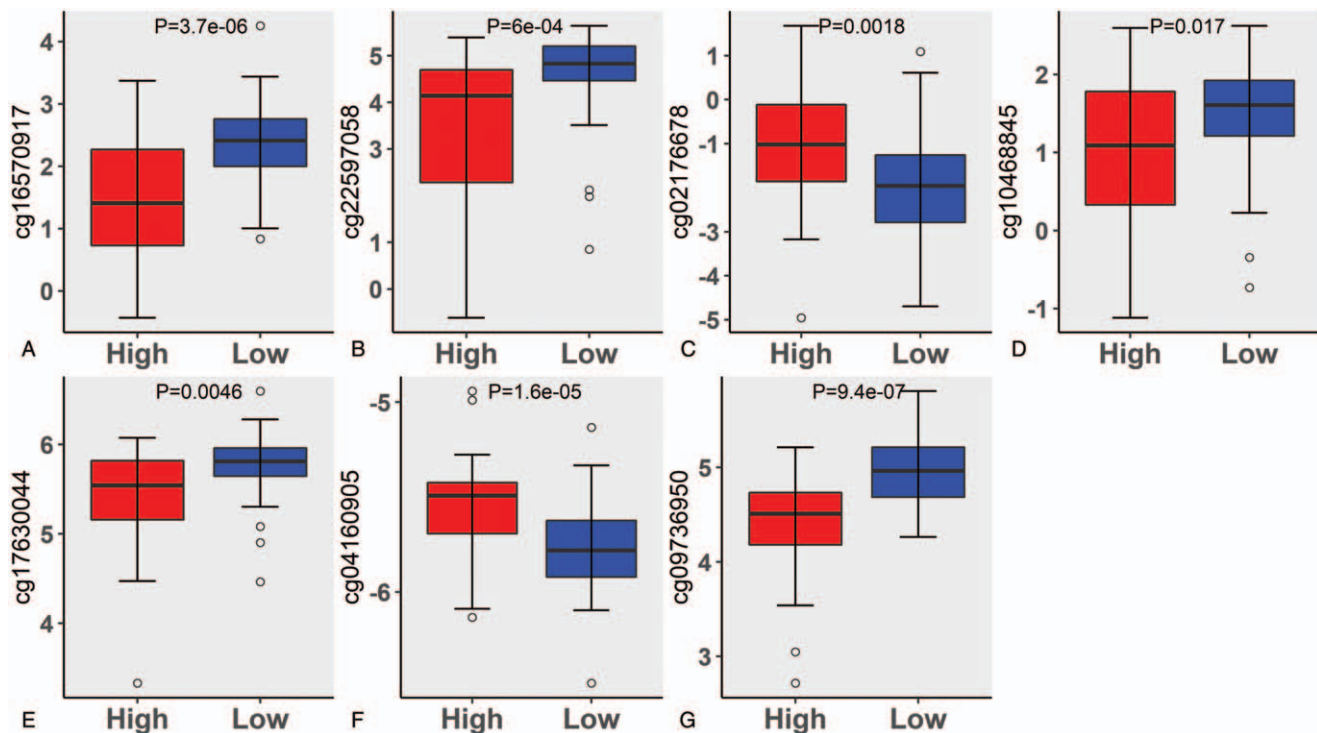 P=3.7e-06
cg16570917
4
3
2
1
0
High Low
A
P=6e-04
cg22597058
5
4
3
1
0
High Low
B
P=0.0018
cg02176678
1
0
-1
-3
-4
-5
High Low
C
P=0.017
cg10468845
2
1
0
-1
High Low
D
P=0.0046
cg17630044
6
5
4
High Low
E
P=1.6e-05
cg04160905
-5
-6
High Low
F
P=9.4e-07
cg09736950
5
4
3
High Low
G